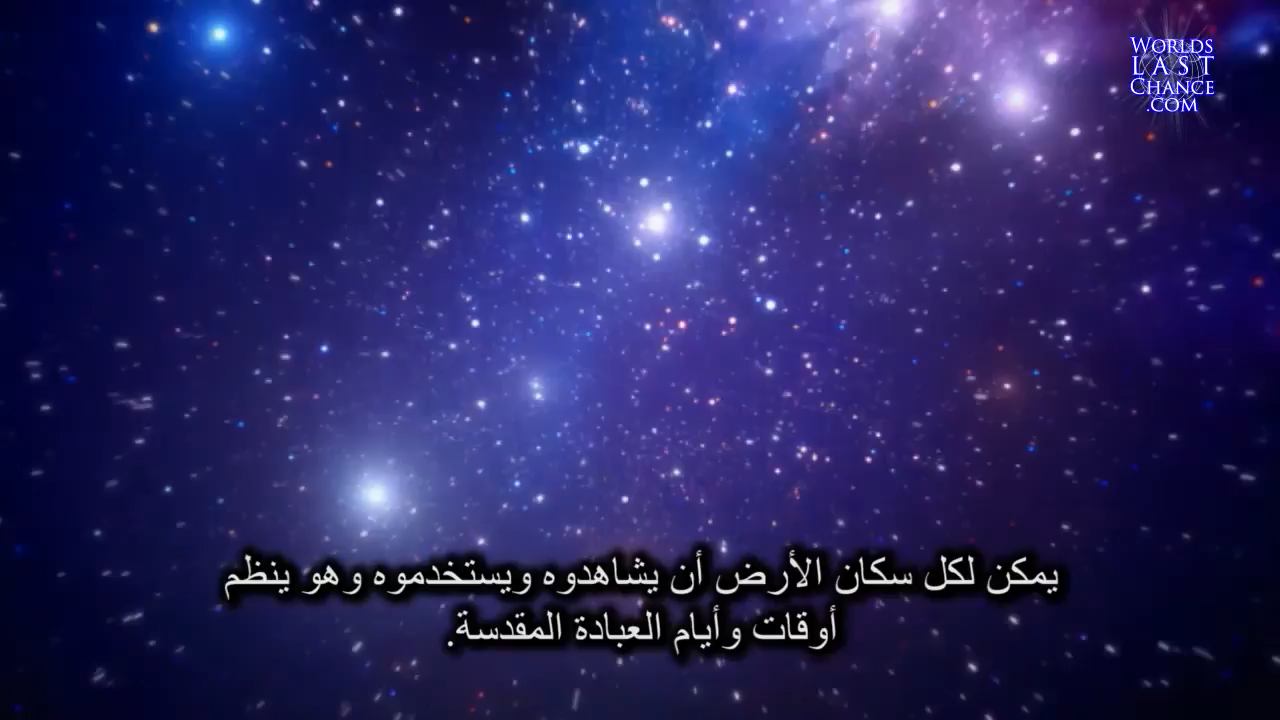 WORLDS
LAST
CHANCE
.COM
يمكن لكل سكان الأرض أن يشاهدوه ويستخدموه وهو ينظم
أوقات وأيام العبادة المقدسة.